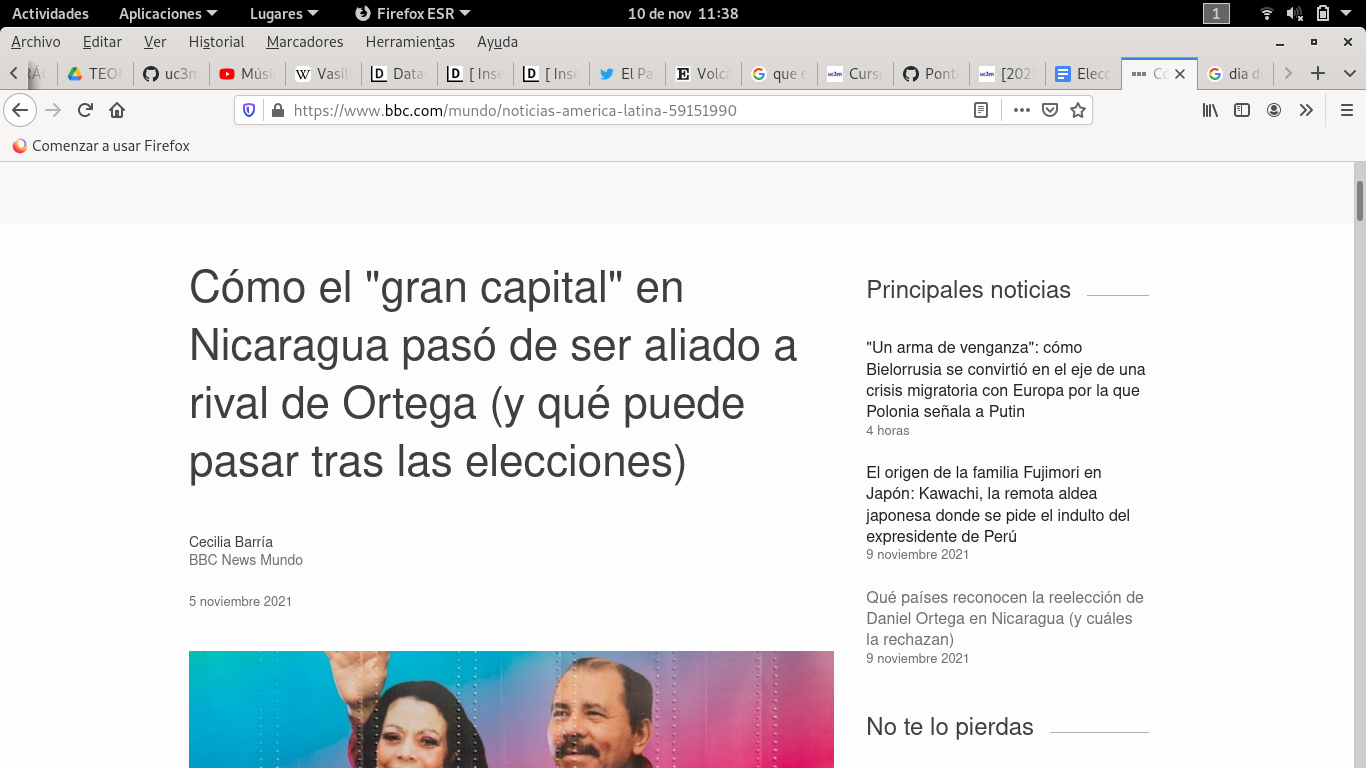 Actividades Aplicaciones Lugares Firefox ESR 10 de nov 11:38 1
Archivo Editar Ver Historial Marcadores Herramientas Ayuda
TEO uc3m Músi Vasil Data [ Inse [ Inse El Pa Volca que e Curso Pont [202 Elecc Co dia d
https://www.bbc.com/mundo/noticias-america-latina-59151990
Comenzar a usar Firefox
Cómo el "gran capital" en
Nicaragua pasó de ser aliado a
rival de Ortega (y qué puede
pasar tras las elecciones)
Cecilia Barría
BBC News Mundo
5 noviembre 2021
Principales noticias
"Un arma de venganza": cómo
Bielorrusia se convirtió en el eje de una
crisis migratoria con Europa por la que
Polonia señala a Putin
4 horas
El origen de la familia Fujimori en
Japón: Kawachi, la remota aldea
japonesa donde se pide el indulto del
expresidente de Perú
9 noviembre 2021
Qué países reconocen la reelección de
Daniel Ortega en Nicaragua (y cuáles
la rechazan)
9 noviembre 2021
No te lo pierdas